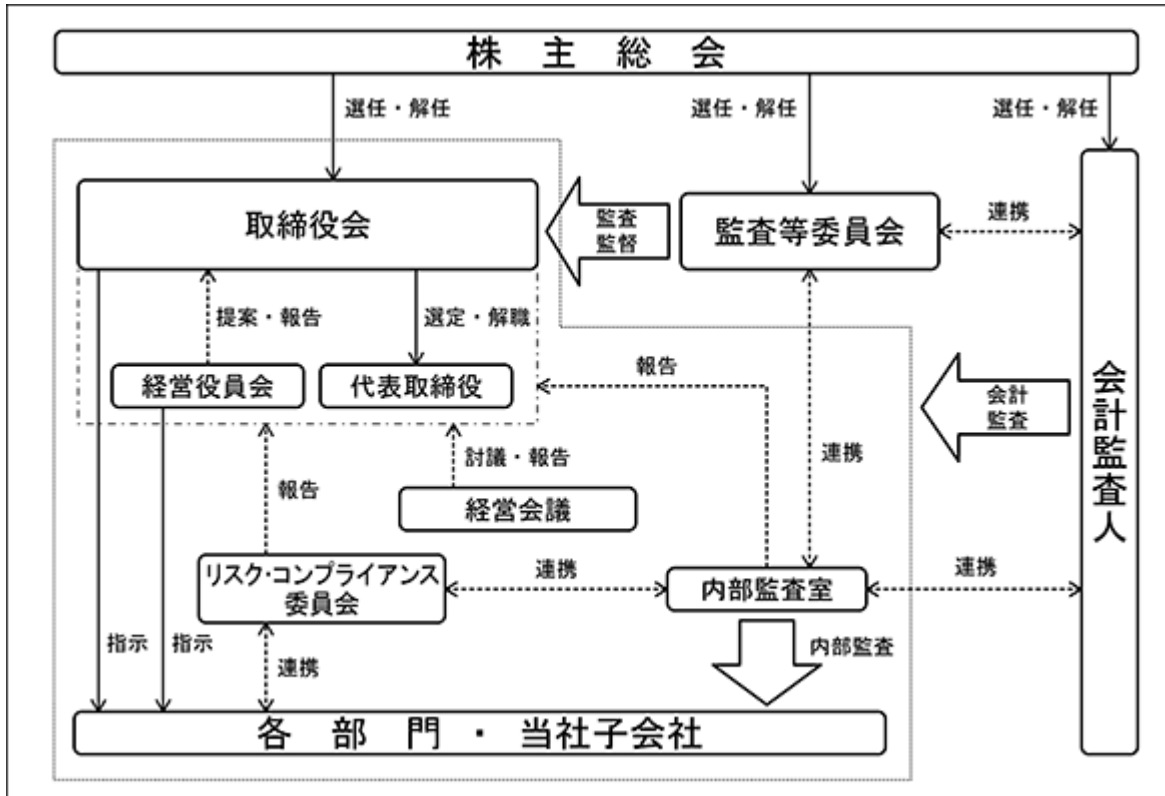 株主総会
選任・解任
選任・解任
選任・解任
取締役会
監査
監督
監査等委員会
連携
提案・報告
選定・解職
経営役員会
代表取締役
報告
会計
監査
会計監査人
報告
討議・報告
連携
経営会議
リスク・コンプライアンス
委員会
連携
内部監査室
連携
指示
指示
連携
内部監査
各部門・当社子会社